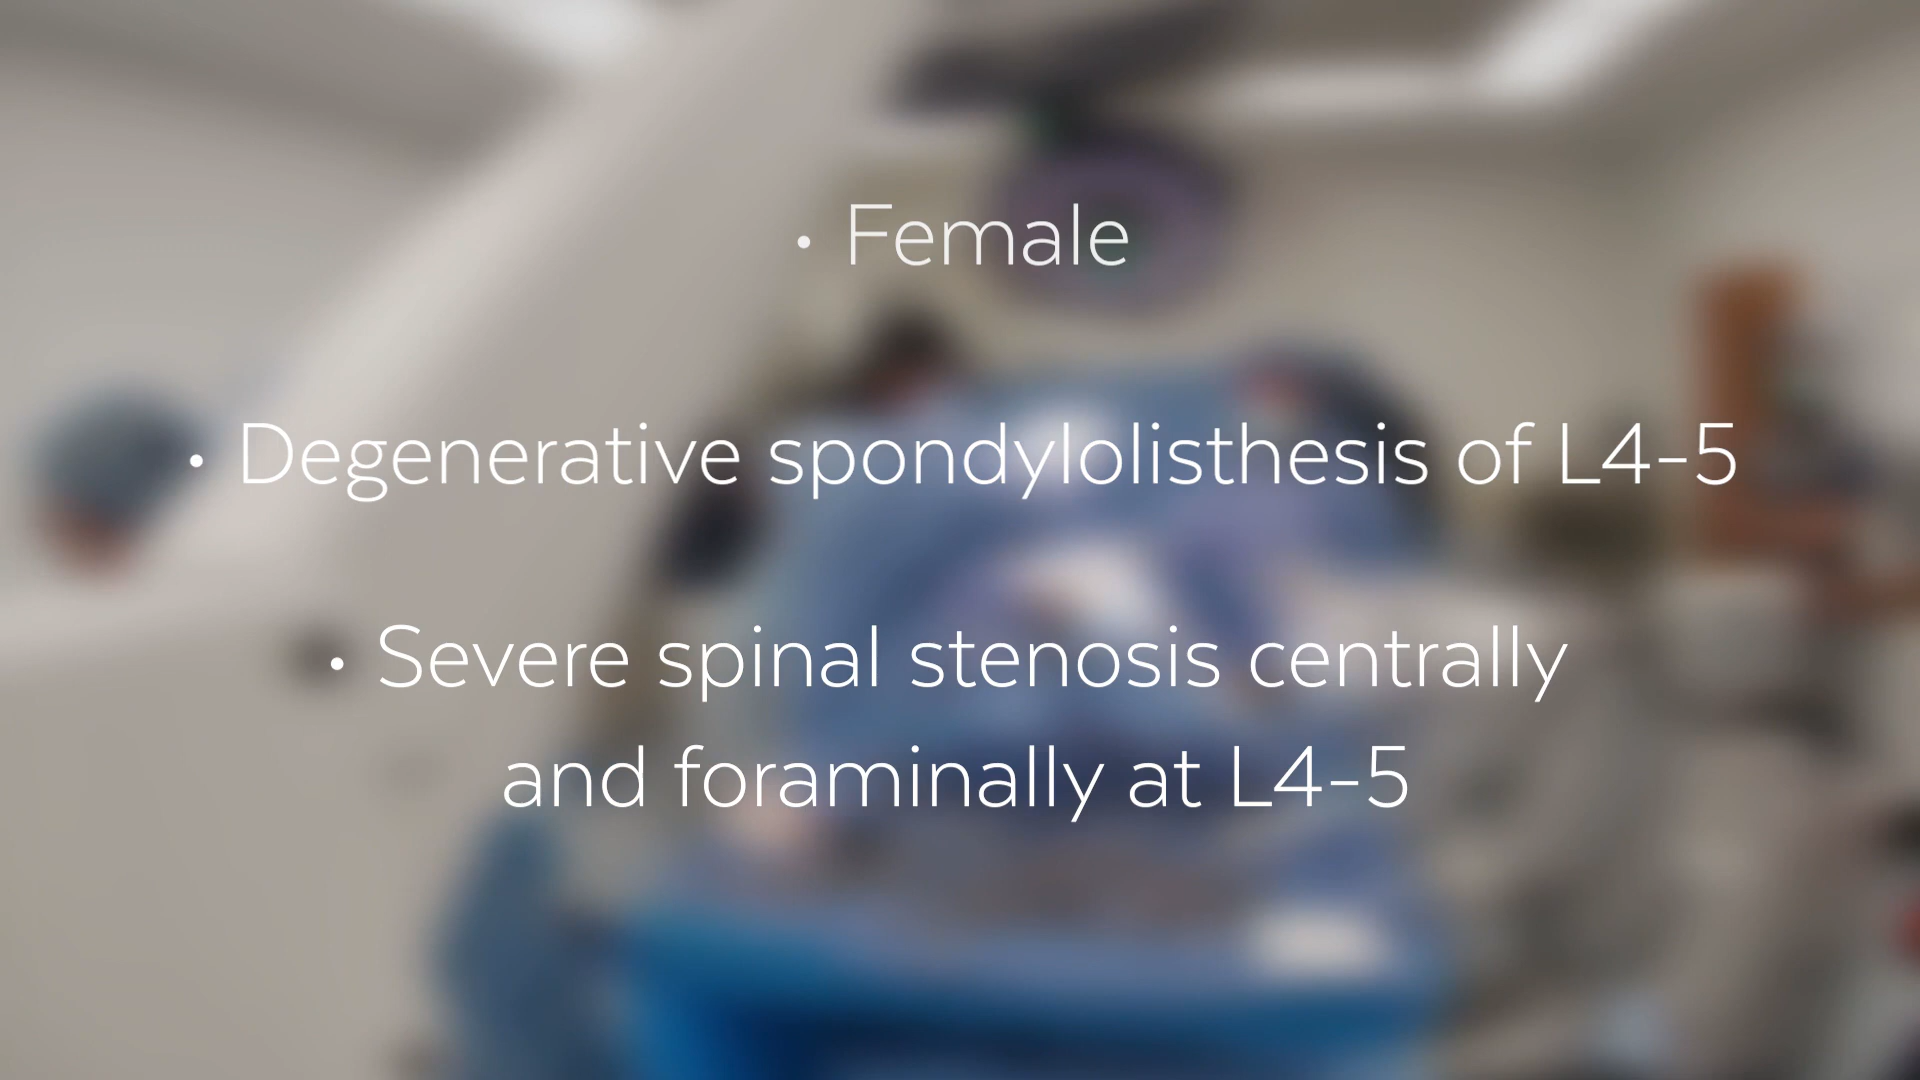 • Female
• Degenerative spondylolisthesis of L4-5
• Severe spinal stenosis centrally
and foraminally at L4-5